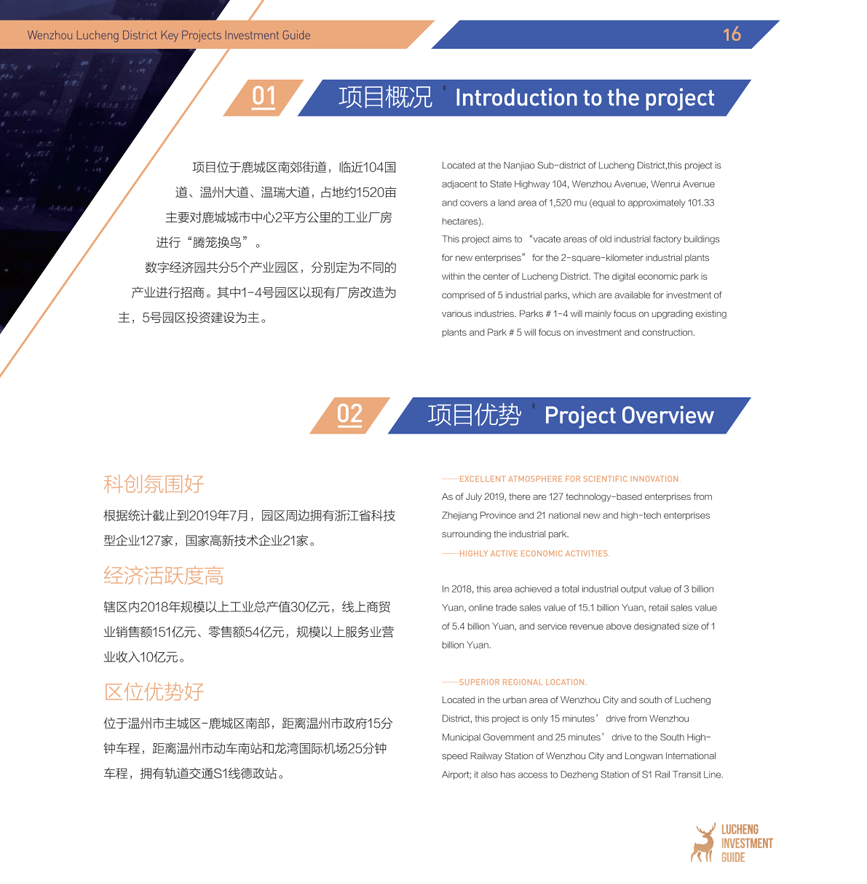 Wenzhou Lucheng District Key Projects Investment Guide
16
01
项目概况 Introduction to the project
项目位于鹿城区南郊街道，临近104国
道、温州大道、温瑞大道，占地约1520亩
主要对鹿城城市中心2平方公里的工业厂房
进行“腾笼换鸟”。
数字经济园共分5个产业园区，分别定为不同的
产业进行招商。其中1-4号园区以现有厂房改造为
主，5号园区投资建设为主。
Located at the Nanjiao Sub-district of Lucheng District,this project is
adjacent to State Highway 104, Wenzhou Avenue, Wenrui Avenue
and covers a land area of 1,520 mu (equal to approximately 101.33
hectares).
This project aims to “vacate areas of old industrial factory buildings
for new enterprises” for the 2-square-kilometer industrial plants
within the center of Lucheng District. The digital economic park is
comprised of 5 industrial parks, which are available for investment of
various industries. Parks # 1-4 will mainly focus on upgrading existing
plants and Park # 5 will focus on investment and construction.
02
项目优势 Project Overview
科创氛围好
根据统计截止到2019年7月，园区周边拥有浙江省科技
型企业127家，国家高新技术企业21家。
经济活跃度高
辖区内2018年规模以上工业总产值30亿元，线上商贸
业销售额151亿元、零售额54亿元，规模以上服务业营
业收入10亿元。
区位优势好
位于温州市主城区-鹿城区南部，距离温州市政府15分
钟车程，距离温州市动车南站和龙湾国际机场25分钟
车程，拥有轨道交通S1线德政站。
——EXCELLENT ATMOSPHERE FOR SCIENTIFIC INNOVATION.
As of July 2019, there are 127 technology-based enterprises from
Zhejiang Province and 21 national new and high-tech enterprises
surrounding the industrial park.
——HIGHLY ACTIVE ECONOMIC ACTIVITIES.
In 2018, this area achieved a total industrial output value of 3 billion
Yuan, online trade sales value of 15.1 billion Yuan, retail sales value
of 5.4 billion Yuan, and service revenue above designated size of 1
billion Yuan.
——SUPERIOR REGIONAL LOCATION.
Located in the urban area of Wenzhou City and south of Lucheng
District, this project is only 15 minutes’ drive from Wenzhou
Municipal Government and 25 minutes’ drive to the South High-
speed Railway Station of Wenzhou City and Longwan International
Airport; it also has access to Dezheng Station of S1 Rail Transit Line.
LUCHENG
INVESTMENT
GUIDE